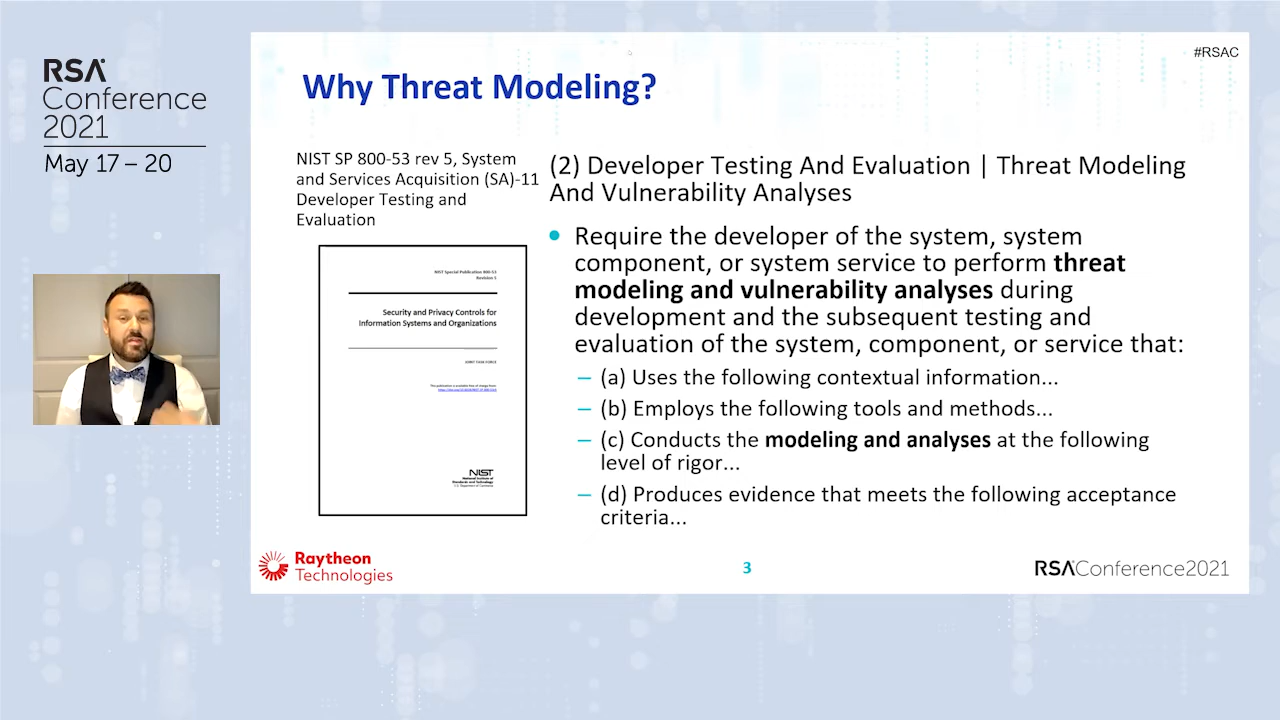 RSA
Conference
2021
May 17 – 20
#RSAC
Why Threat Modeling?
NIST SP 800-53 rev 5, System
and Services Acquisition (SA)-11
Developer Testing and
Evaluation
NIST Special Publication 800-53
Revision 5
Security and Privacy Controls for
Information Systems and Organizations
JOINT TASK FORCE
This publication is available free of charge from:
NIST
National Institute of
Standards and Technology
U.S. Department of Commerce
(2) Developer Testing And Evaluation | Threat Modeling
And Vulnerability Analyses
• Require the developer of the system, system
component, or system service to perform threat
modeling and vulnerability analyses during
development and the subsequent testing and
evaluation of the system, component, or service that:
– (a) Uses the following contextual information...
– (b) Employs the following tools and methods...
– (c) Conducts the modeling and analyses at the following
level of rigor...
– (d) Produces evidence that meets the following acceptance
criteria...
Raytheon
Technologies
3
RSAConference2021